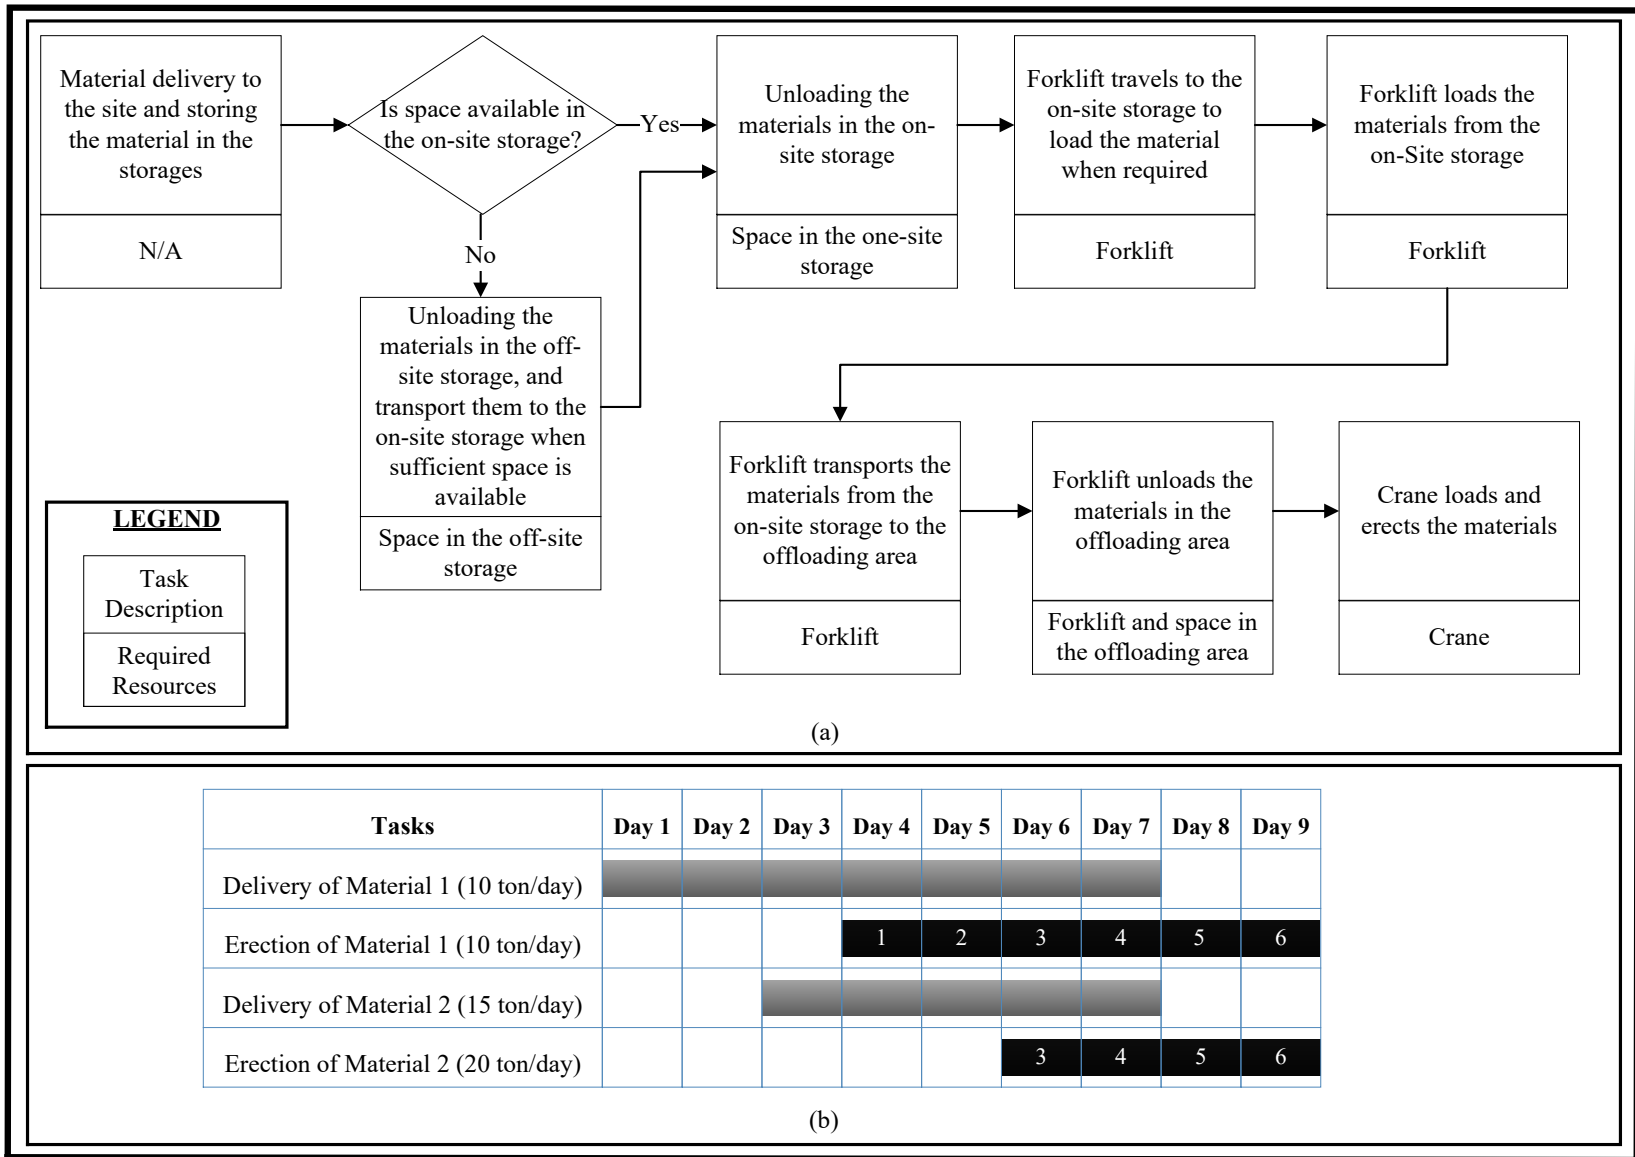 Material delivery to
the site and storing
the material in the
storages
N/A
Is space available in
the on-site storage?
Yes
No
Unloading the
materials in the on-
site storage
Space in the one-site
storage
Forklift travels to the
on-site storage to
load the material
when required
Forklift
Forklift loads the
materials from the
on-Site storage
Forklift
Unloading the
materials in the off-
site storage, and
transport them to the
on-site storage when
sufficient space is
available
Space in the off-site
storage
Forklift transports the
materials from the
on-site storage to the
offloading area
Forklift
Forklift unloads the
materials in the
offloading area
Forklift and space in
the offloading area
Crane loads and
erects the materials
Crane
LEGEND
Task
Description
Required
Resources
(a)
Tasks Day 1 Day 2 Day 3 Day 4 Day 5 Day 6 Day 7 Day 8 Day 9
Delivery of Material 1 (10 ton/day)
Erection of Material 1 (10 ton/day) 1 2 3 4 5 6
Delivery of Material 2 (15 ton/day)
Erection of Material 2 (20 ton/day) 3 4 5 6
(b)